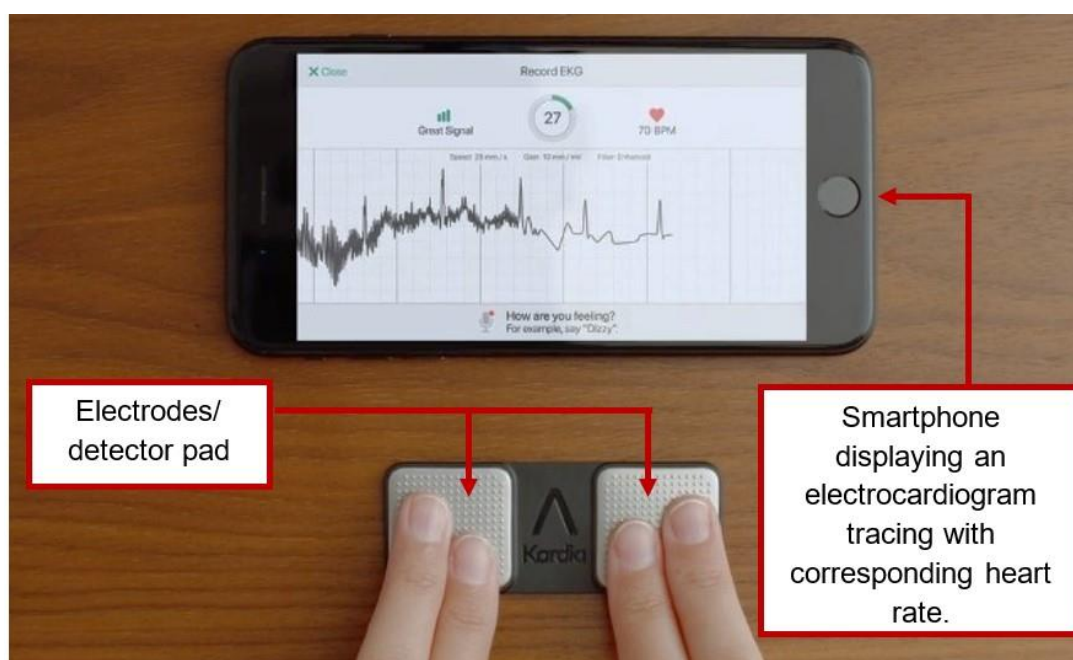 X Close Record EKG
Great Signal 27 70 BPM
Speed: 25 mm/s Gain: 10 mm/mV Filter: Enhanced
How are you feeling?
For example, say "Dizzy".
Electrodes/
detector pad
Smartphone
displaying an
electrocardiogram
tracing with
corresponding heart
rate.
Kardia